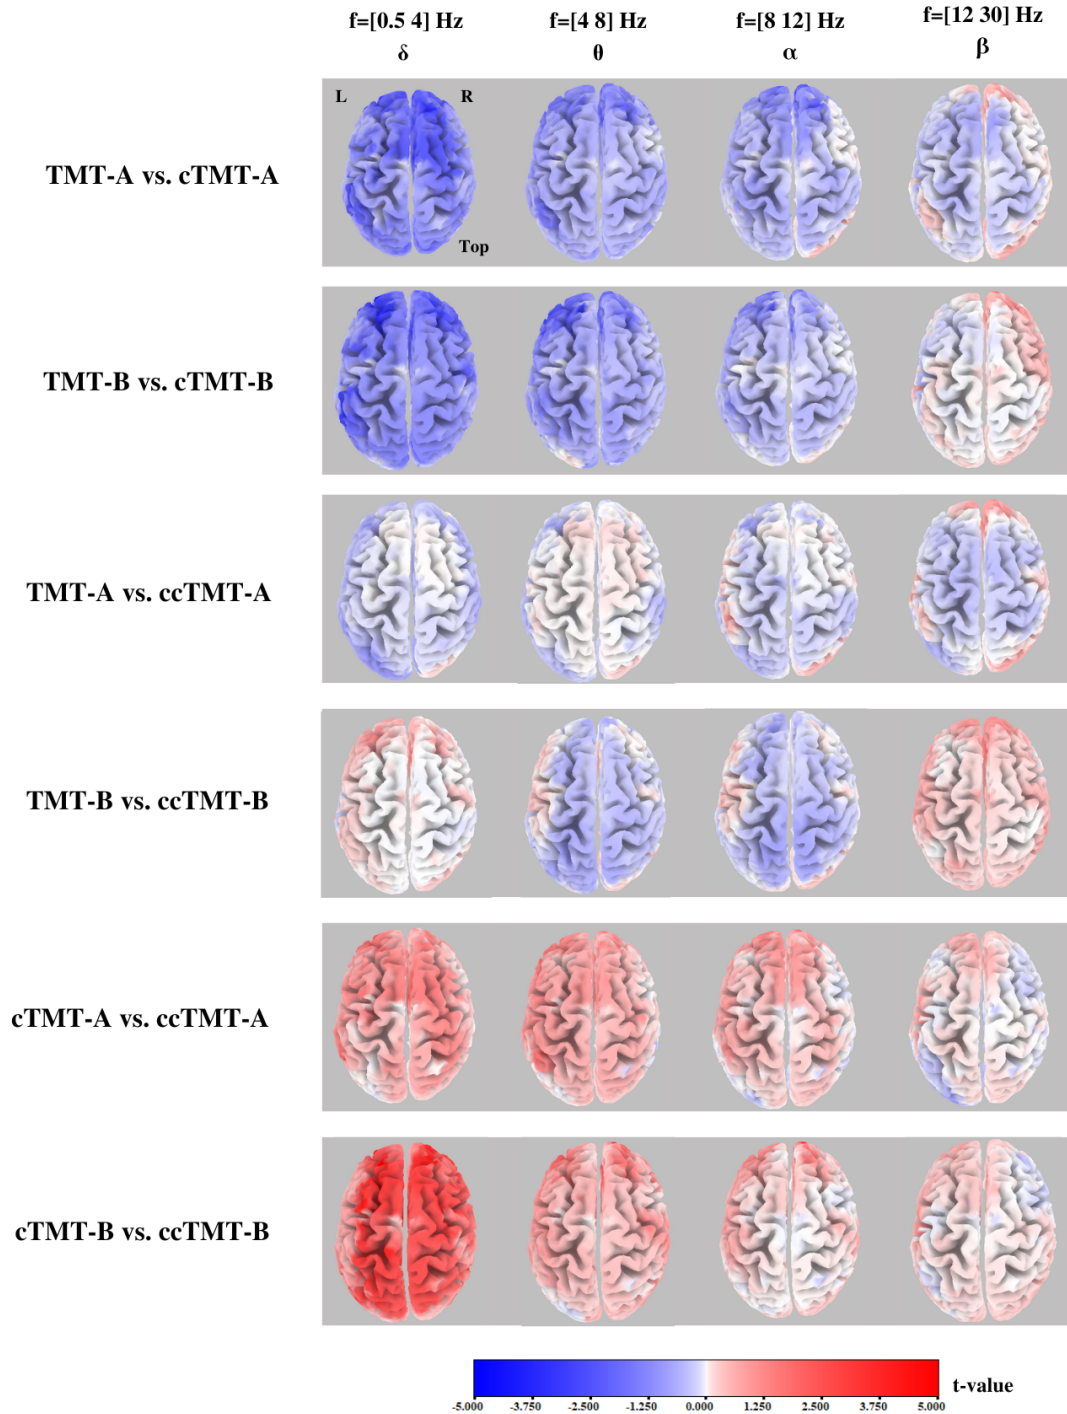 f=[0.5 4] Hz f=[4 8] Hz f=[8 12] Hz f=[12 30] Hz
δ θ α β
L R
TMT-A vs. cTMT-A
Top
TMT-B vs. cTMT-B
TMT-A vs. ccTMT-A
TMT-B vs. ccTMT-B
cTMT-A vs. ccTMT-A
cTMT-B vs. ccTMT-B
t-value
-5.000 -3.750 -2.500 -1.250 0.000 1.250 2.500 3.750 5.000